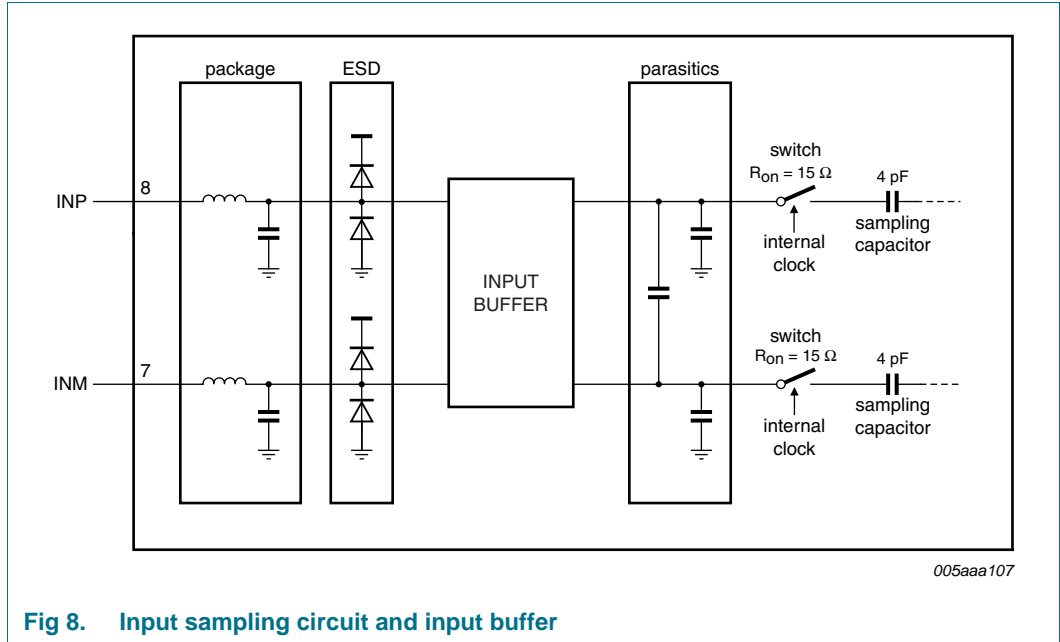 package
ESD
parasitics
switch
Ron = 15 Ω
4 pF
sampling
capacitor
internal
clock
INP
8
INPUT
BUFFER
switch
Ron = 15 Ω
4 pF
sampling
capacitor
internal
clock
INM
7
005aaa107
Fig 8. Input sampling circuit and input buffer